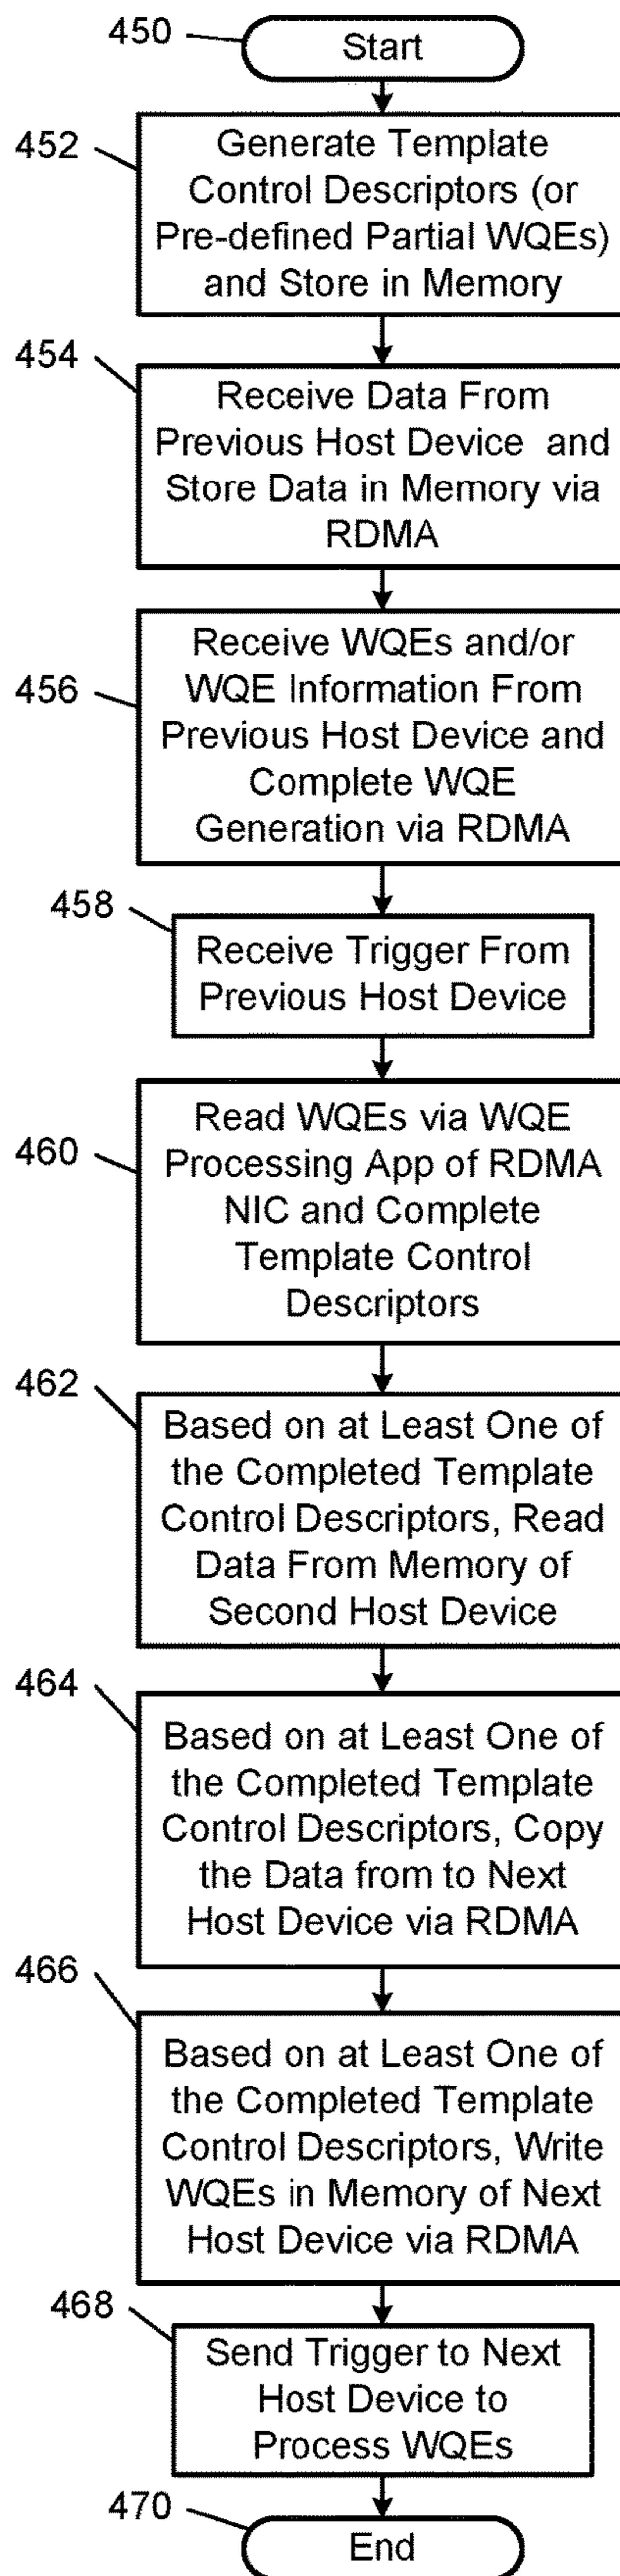 450
Start
452
Generate Template
Control Descriptors (or
Pre-defined Partial WQEs)
and Store in Memory
454
Receive Data From
Previous Host Device and
Store Data in Memory via
RDMA
456
Receive WQEs and/or
WQE Information From
Previous Host Device and
Complete WQE
Generation via RDMA
458
Receive Trigger From
Previous Host Device
460
Read WQEs via WQE
Processing App of RDMA
NIC and Complete
Template Control
Descriptors
462
Based on at Least One of
the Completed Template
Control Descriptors, Read
Data From Memory of
Second Host Device
464
Based on at Least One of
the Completed Template
Control Descriptors, Copy
the Data from to Next
Host Device via RDMA
466
Based on at Least One of
the Completed Template
Control Descriptors, Write
WQEs in Memory of Next
Host Device via RDMA
468
Send Trigger to Next
Host Device to
Process WQEs
470
End